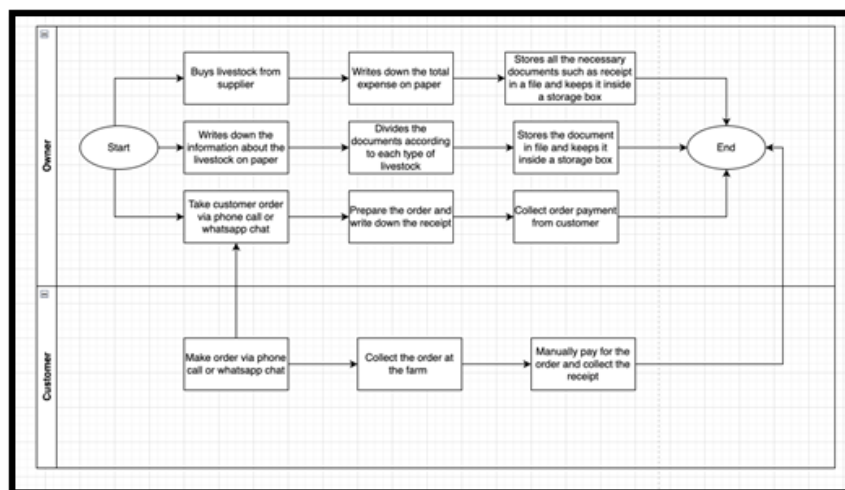 Owner
Start
Buys livestock from
supplier
Writes down the total
expense on paper
Stores all the necessary
documents such as receipt
in a file and keeps it inside
a storage box
Writes down the
information about the
livestock on paper
Divides the
documents according
to each type of
livestock
Stores the document
in file and keeps it
inside a storage box
End
Take customer order
via phone call or
whatsapp chat
Prepare the order and
write down the receipt
Collect order payment
from customer
Customer
Make order via phone
call or whatsapp chat
Collect the order at
the farm
Manually pay for the
order and collect the
receipt